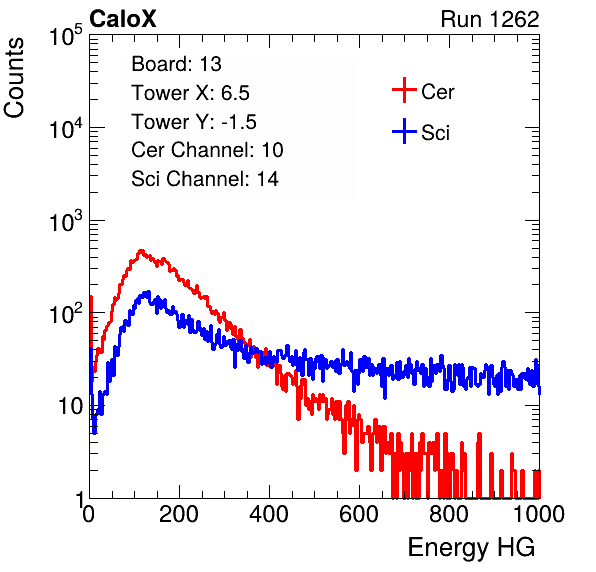 CaloX Run 1262
Counts
Board: 13
Tower X: 6.5
Tower Y: -1.5
Cer Channel: 10
Sci Channel: 14
Cer
Sci
10^5
10^4
10^3
10^2
10
1
0 200 400 600 800 1000
Energy HG